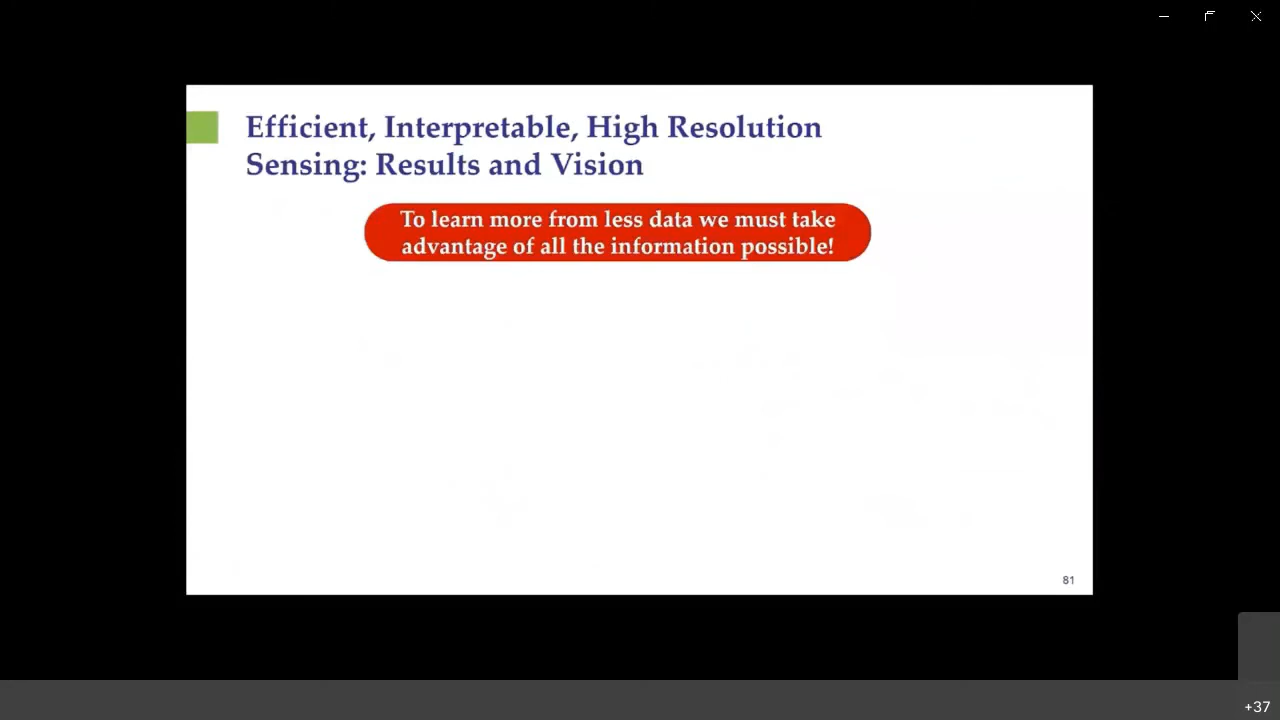 Efficient, Interpretable, High Resolution
Sensing: Results and Vision
To learn more from less data we must take
advantage of all the information possible!
81
+37